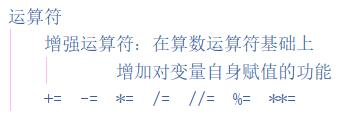 运算符
增强运算符：在算数运算符基础上
增加对变量自身赋值的功能
+= -= *= /= //= %= **=